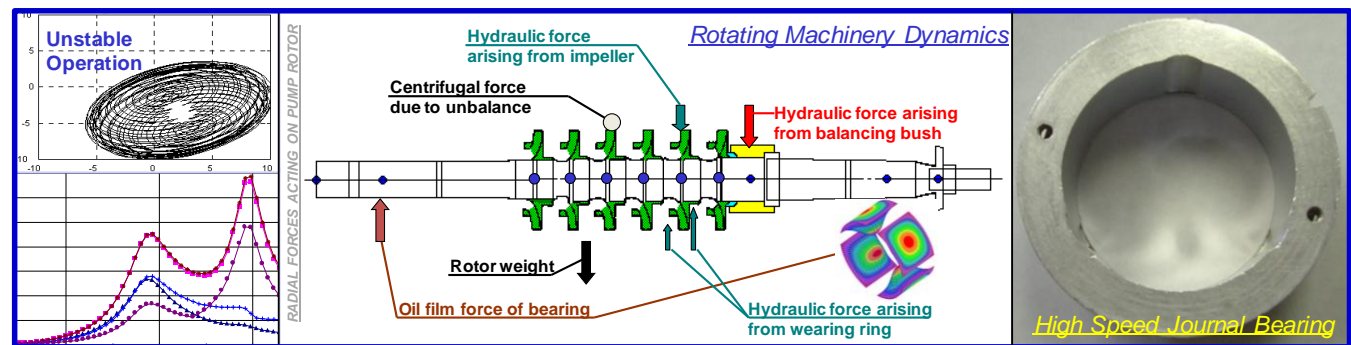 10
5
0
-5
10
-10
-5
0
5
10
Unstable
Operation
RADIAL FORCES ACTING ON PUMP ROTOR
Rotating Machinery Dynamics
Hydraulic force
arising from impeller
Centrifugal force
due to unbalance
Hydraulic force arising
from balancing bush
Rotor weight
Oil film force of bearing
Hydraulic force arising
from wearing ring
High Speed Journal Bearing